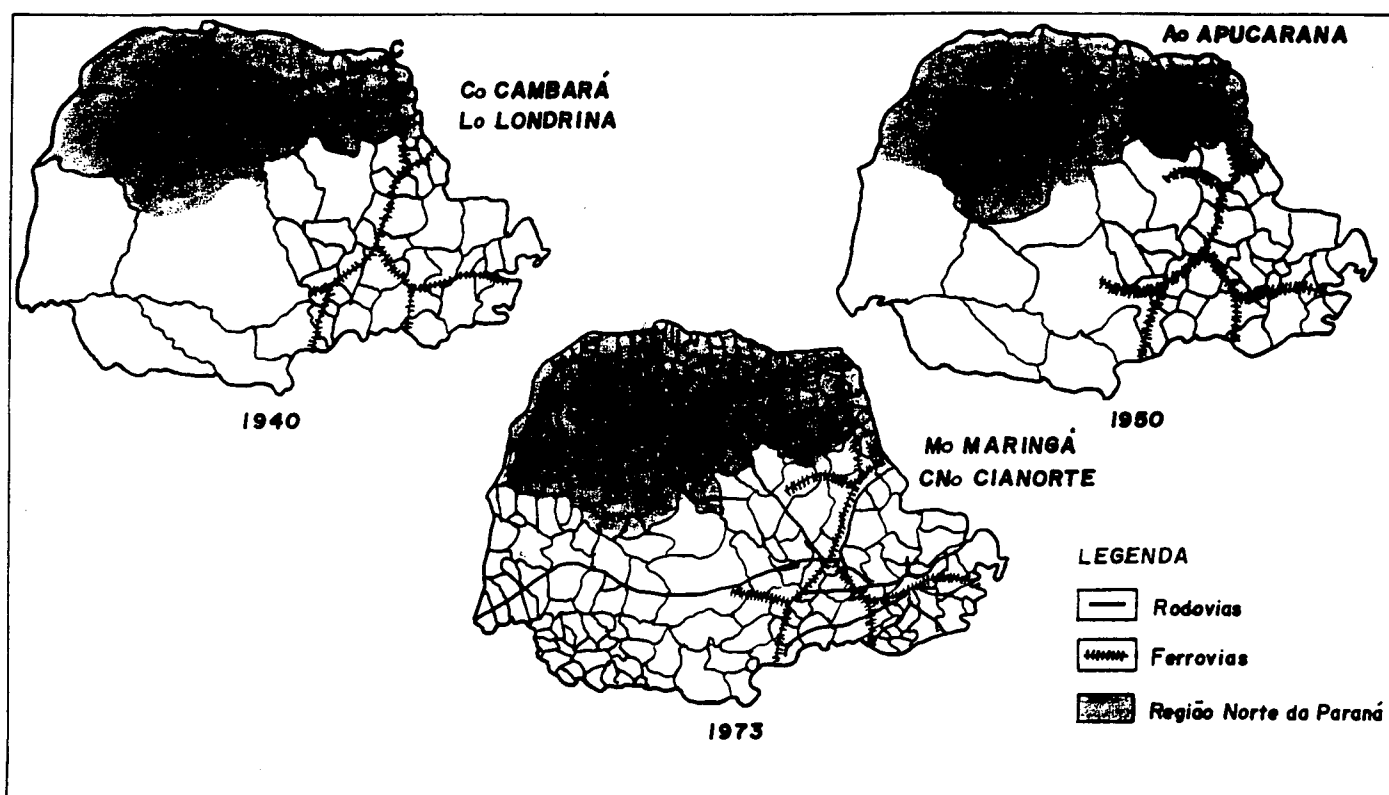 C
Co CAMBARÁ
Lo LONDRINA
1940
Ao APUCARANA
1950
Mo MARINGÁ
CNo CIANORTE
1973
LEGENDA
Rodovias
Ferrovias
Região Norte da Paraná